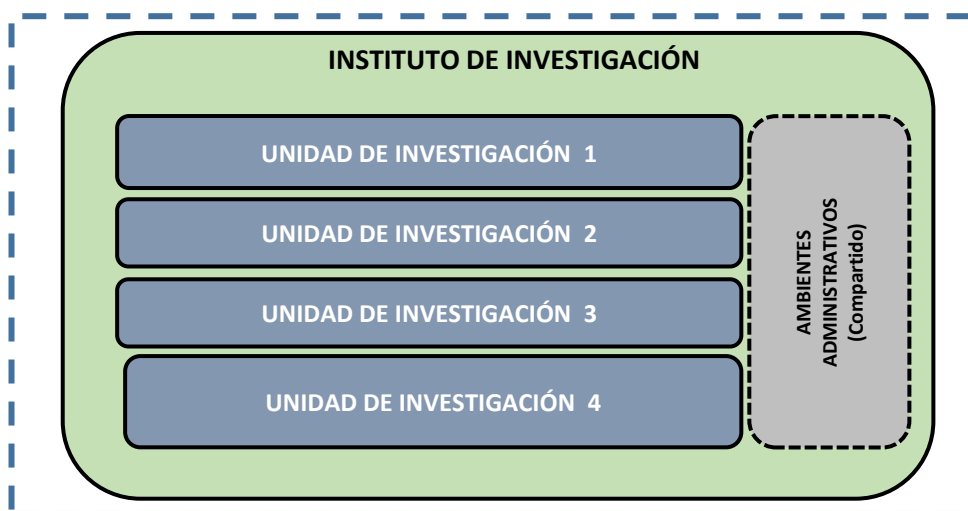 INSTITUTO DE INVESTIGACIÓN
UNIDAD DE INVESTIGACIÓN 1
UNIDAD DE INVESTIGACIÓN 2
UNIDAD DE INVESTIGACIÓN 3
UNIDAD DE INVESTIGACIÓN 4
AMBIENTES
ADMINISTRATIVOS
(Compartido)